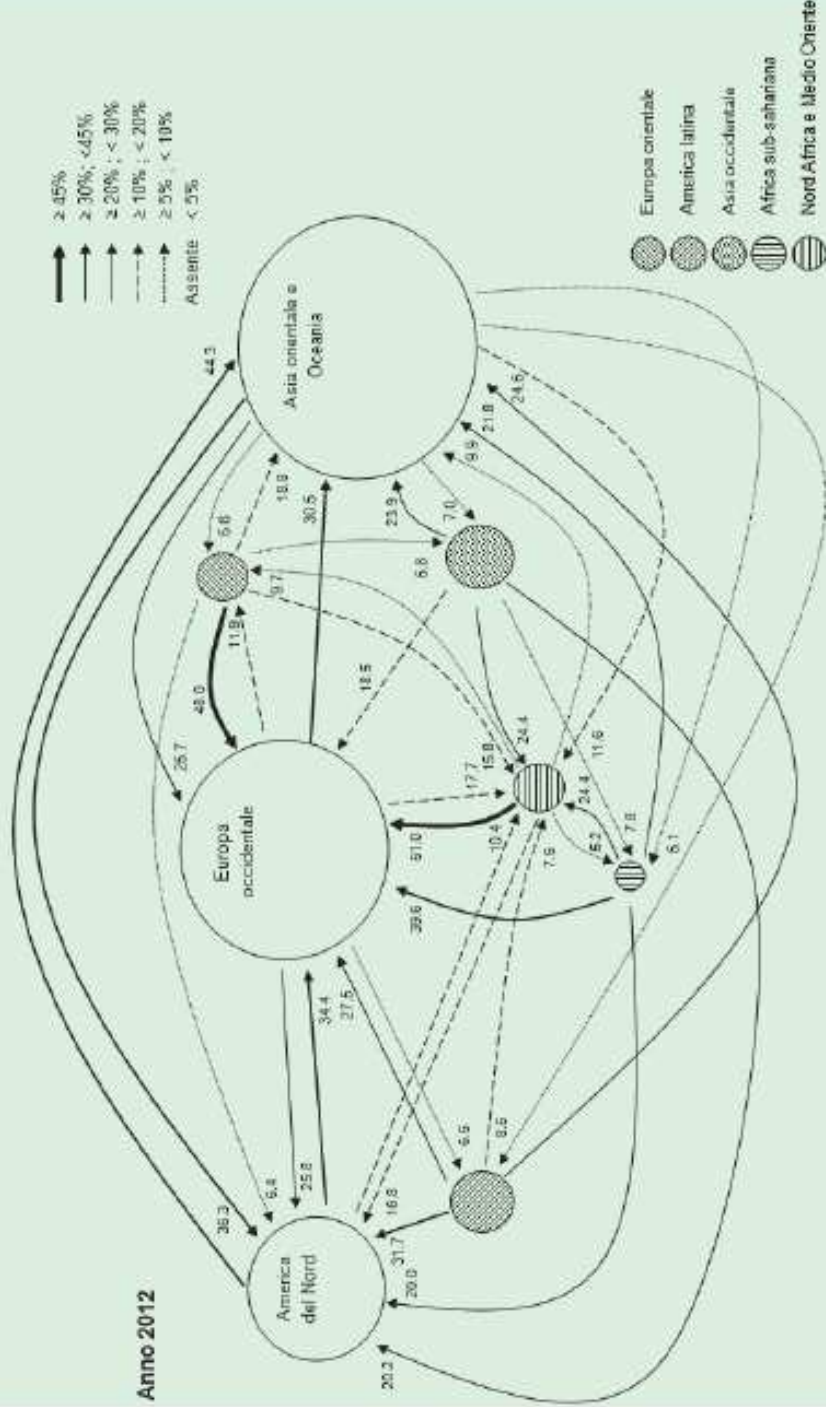 Anno 2012
≥ 45%
≥ 30%; <45%
≥ 20% ; < 30%
≥ 10% ; < 20%
≥ 5% ; < 10%
Assente < 5%
44.3
36.3
26.7
6.4
48.0
11.9
5.6
18.8
9.7
30.5
Asia orientale e
Oceania
Europa
occidentale
America
del Nord
25.8
34.4
27.5
18.5
23.9
7.0
6.8
9.9
21.8
24.6
17.7
15.8
24.4
61.0
10.4
7.6
5.2
24.4
11.6
7.8
5.1
39.6
6.6
8.6
16.8
31.7
20.0
20.2
Europa orientale
America latina
Asia occidentale
Africa sub-sahariana
Nord Africa e Medio Oriente